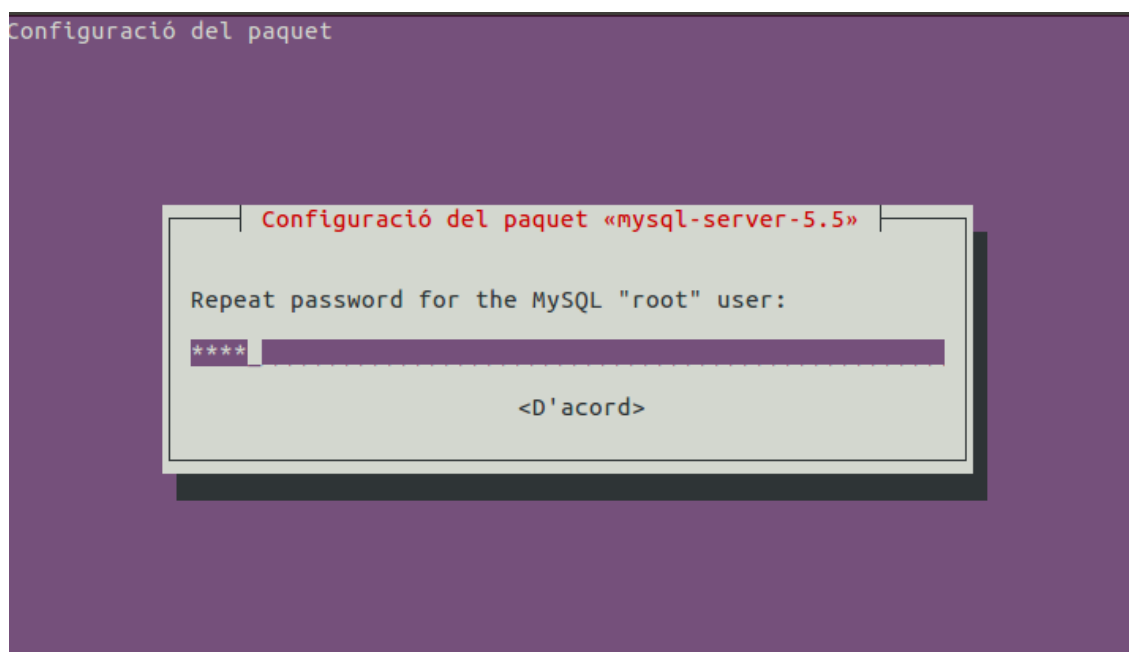 Configuració del paquet
Configuració del paquet «mysql-server-5.5»
Repeat password for the MySQL "root" user:
****_
<D'acord>